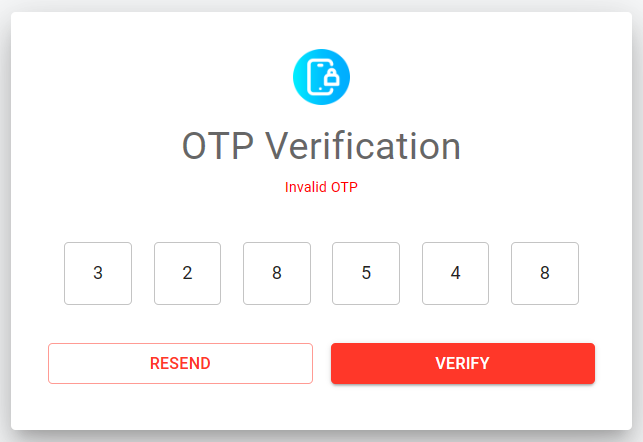 OTP Verification
Invalid OTP
3 2 8 5 4 8
RESEND VERIFY